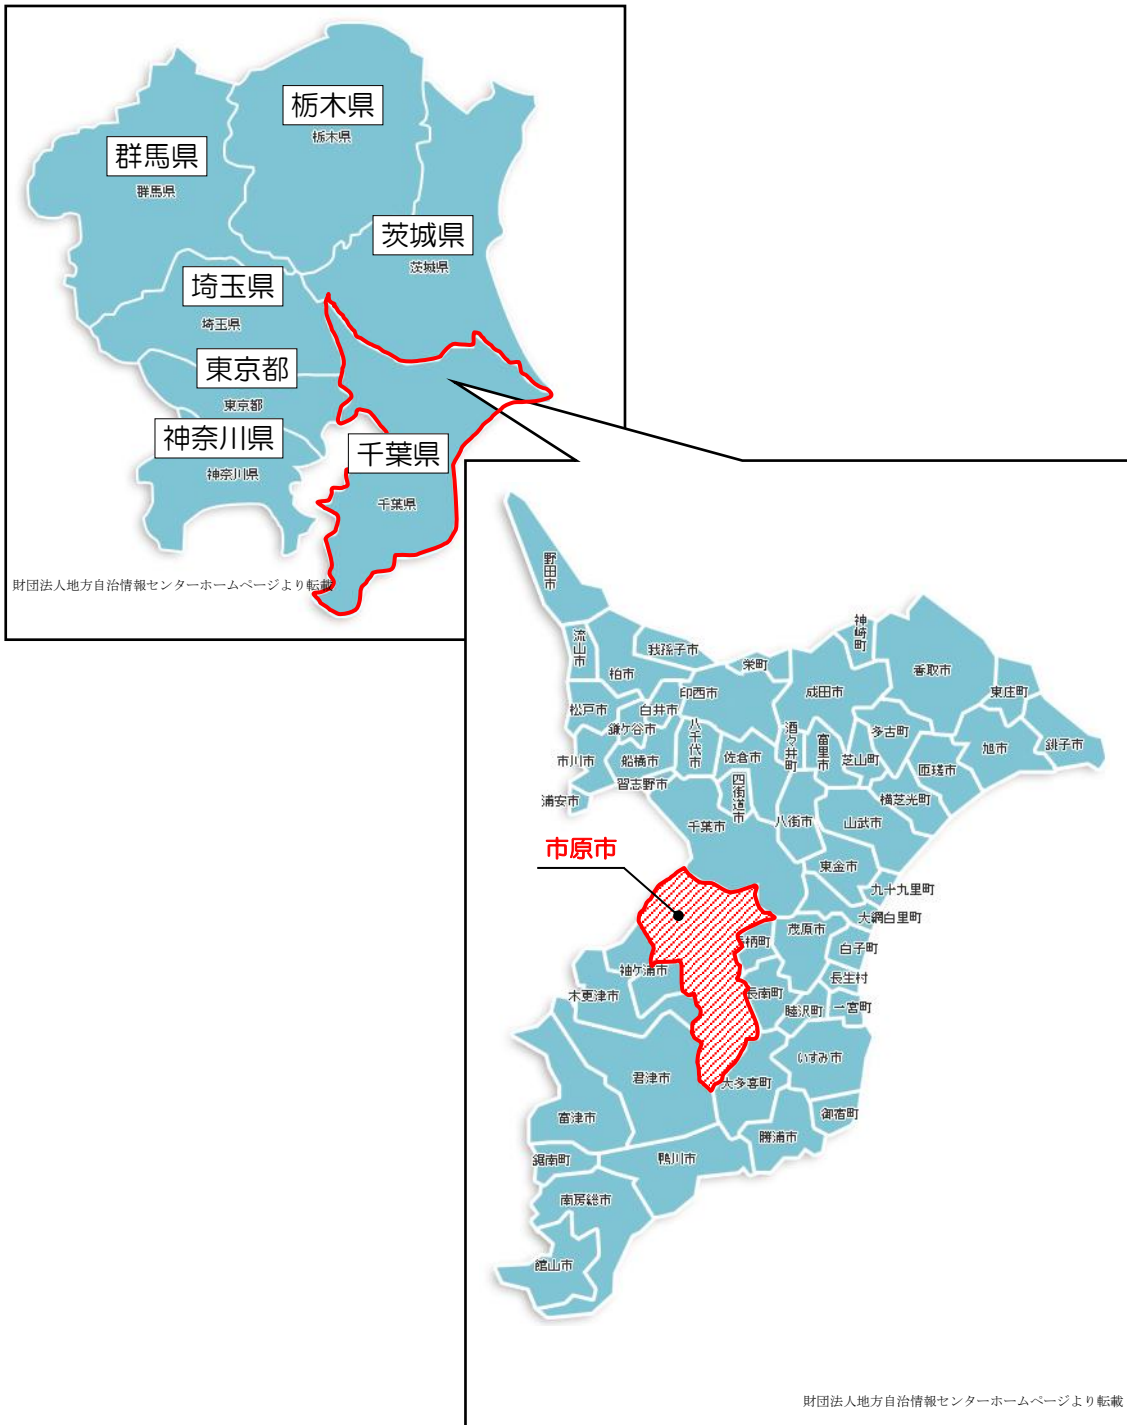 栃木県
栃木県
群馬県
群馬県
茨城県
茨城県
埼玉県
埼玉県
東京都
東京都
神奈川県
神奈川県
千葉県
千葉県
財団法人地方自治情報センターホームページより転載
野田市
流山市
我孫子市
柏市
栄町
神崎町
香取市
東庄町
印西市
成田市
松戸市
白井市
鎌ケ谷市
八千代市
酒々井町
富里市
多古町
芝山町
旭市
銚子市
市川市
船橋市
佐倉市
匝瑳市
習志野市
四街道市
浦安市
横芝光町
千葉市
八街市
山武市
市原市
東金市
九十九里町
大網白里町
茂原市
柄町
白子町
袖ケ浦市
長生村
木更津市
長南町
睦沢町
一宮町
いすみ市
君津市
大多喜町
富津市
御宿町
勝浦市
鋸南町
鴨川市
南房総市
館山市
財団法人地方自治情報センターホームページより転載